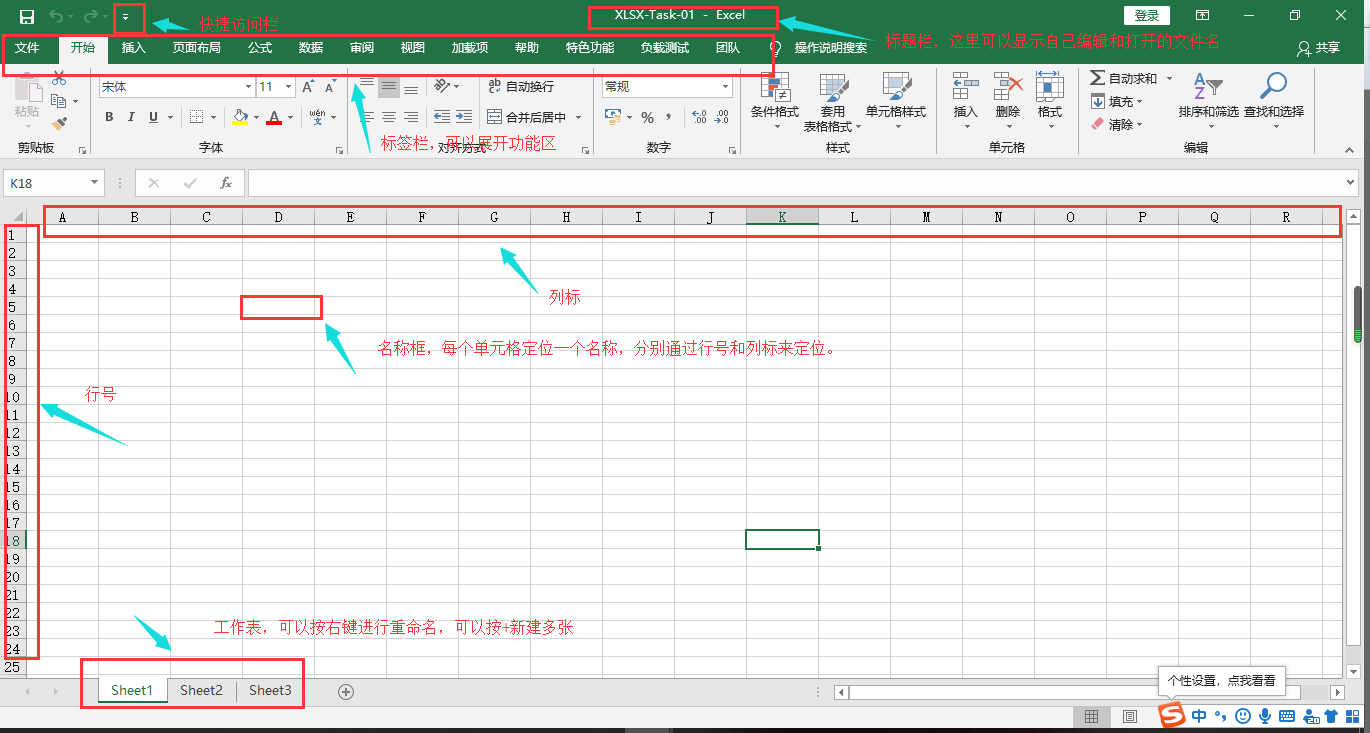 快捷访问栏
XLSX-Task-01 - Excel
登录
标题栏，这里可以显示自己编辑和打开的文件名
文件 开始 插入 页面布局 公式 数据 审阅 视图 加载项 帮助 特色功能 负载测试 团队 操作说明搜索 共享
粘贴
剪贴板
宋体 11 A A
B I U A wén 文
字体
ab 自动换行
合并后居中
对齐方式
标签栏，可以展开功能区
常规
% , .00 .00
数字
条件格式 套用 单元格样式
表格格式
样式
插入 删除 格式
单元格
Σ 自动求和
填充
清除
排序和筛选 查找和选择
编辑
K18 fx
A B C D E F G H I J K L M N O P Q R
1
2
3
4
列标
5
6
7
名称框，每个单元格定位一个名称，分别通过行号和列标来定位。
8
9
10
行号
11
12
13
14
15
16
17
18
19
20
21
22
23
工作表，可以按右键进行重命名，可以按+新建多张
24
25
Sheet1 Sheet2 Sheet3
个性设置，点我看看
S 中